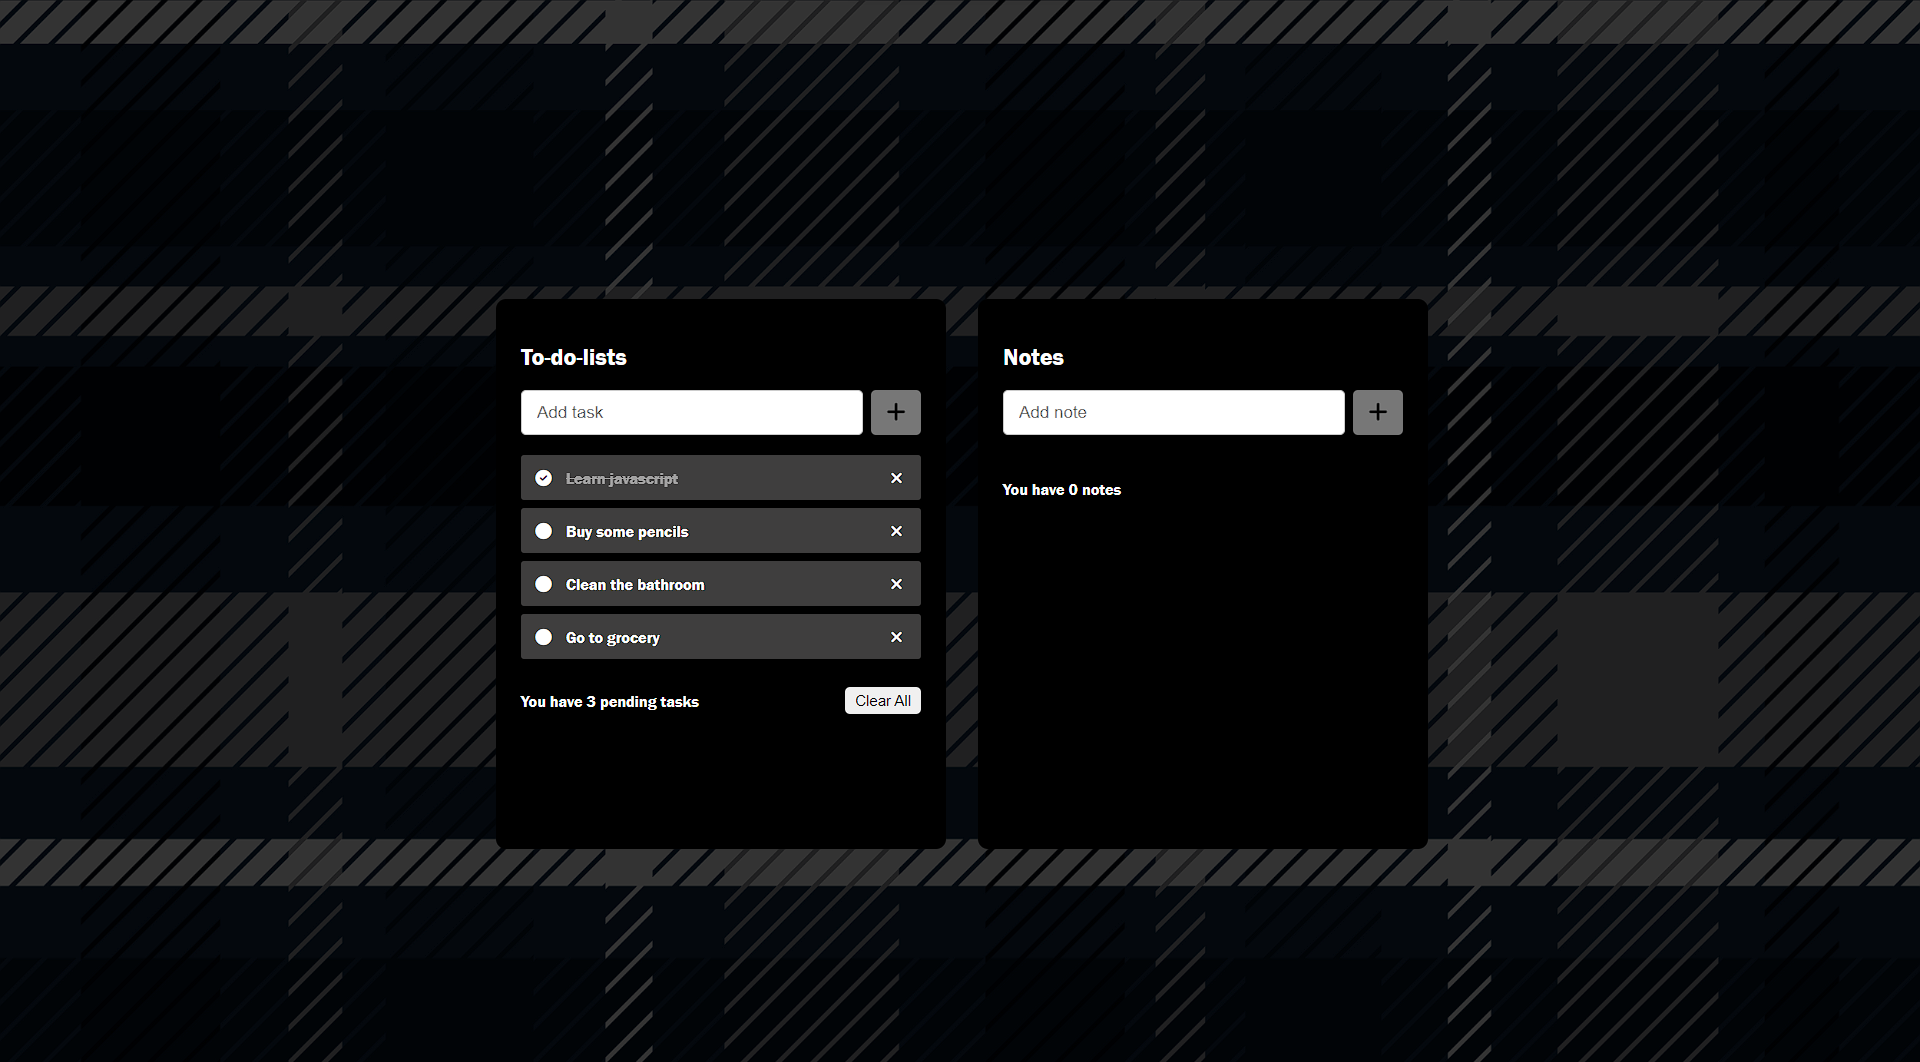 To-do-lists
Add task
Learn javascript
Buy some pencils
Clean the bathroom
Go to grocery
You have 3 pending tasks
Clear All
Notes
Add note
You have 0 notes